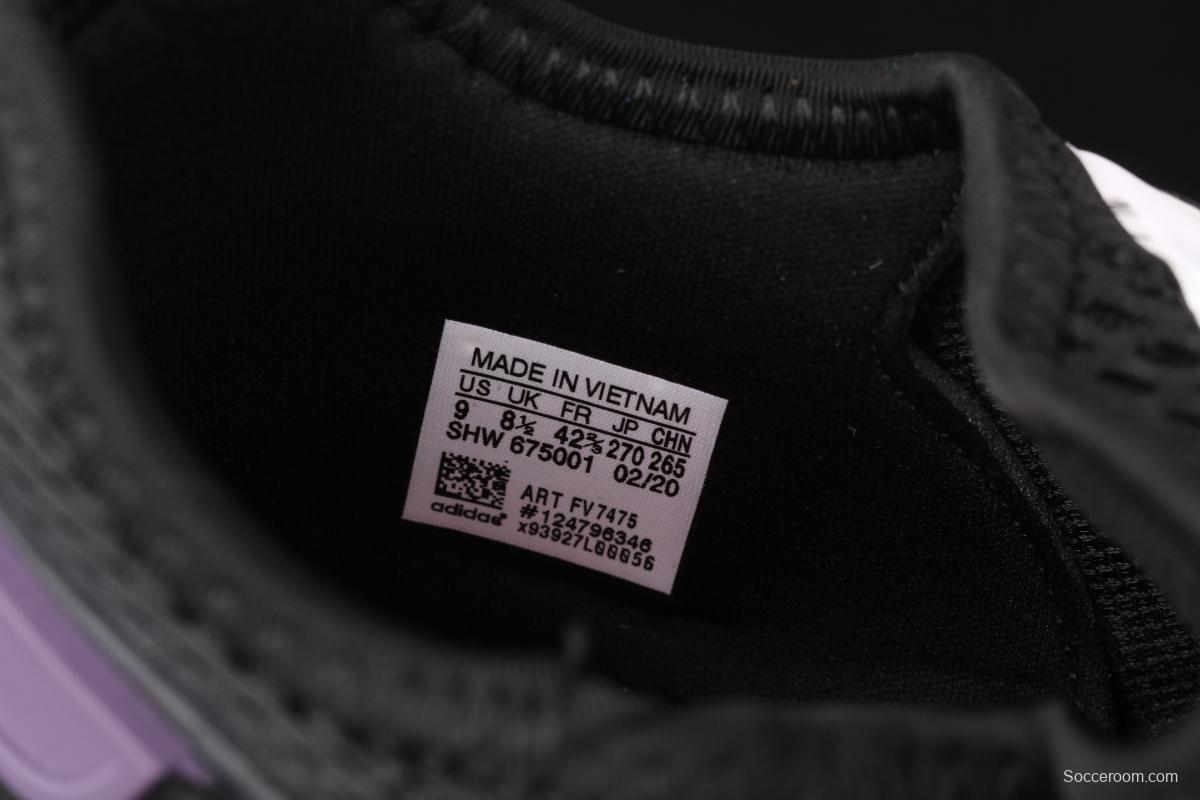 MADE IN VIETNAM
US UK FR JP CHN
9 8½ 42⅔ 270 265
SHW 675001 02/20
ART FV7475
#124796346
x93927L00056
adidas®
Socceroom.com